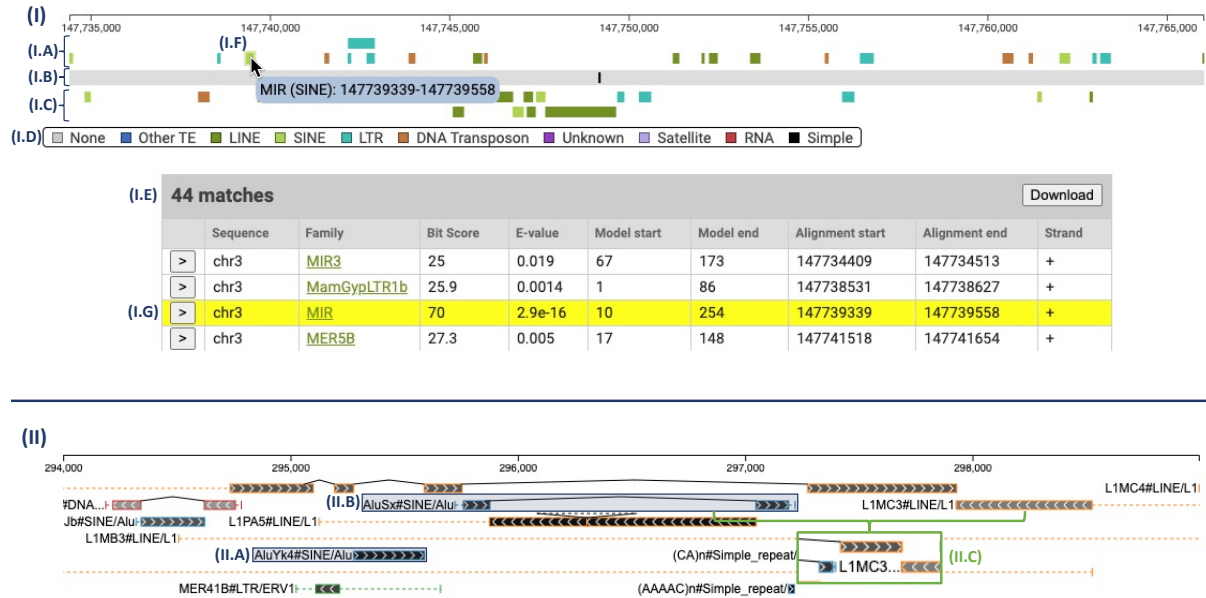 (I)
147,735,000 147,740,000 147,745,000 147,750,000 147,755,000 147,760,000 147,765,000
(I.F)
(I.A)
(I.B)
MIR (SINE): 147739339-147739558
(I.C)
(I.D) None Other TE LINE SINE LTR DNA Transposon Unknown Satellite RNA Simple
(I.E) 44 matches Download
Sequence Family Bit Score E-value Model start Model end Alignment start Alignment end Strand
> chr3 MIR3 25 0.019 67 173 147734409 147734513 +
> chr3 MamGypLTR1b 25.9 0.0014 1 86 147738531 147738627 +
(I.G) > chr3 MIR 70 2.9e-16 10 254 147739339 147739558 +
> chr3 MER5B 27.3 0.005 17 148 147741518 147741654 +
(II)
294,000 295,000 296,000 297,000 298,000
L1MC4#LINE/L1
#DNA... (II.B) AluSx#SINE/Alu L1MC3#LINE/L1
Jb#SINE/Alu L1PA5#LINE/L1
L1MB3#LINE/L1
(II.A) AluYk4#SINE/Alu (CA)n#Simple_repeat/ (II.C)
L1MC3...
MER41B#LTR/ERV1 (AAAAC)n#Simple_repeat/